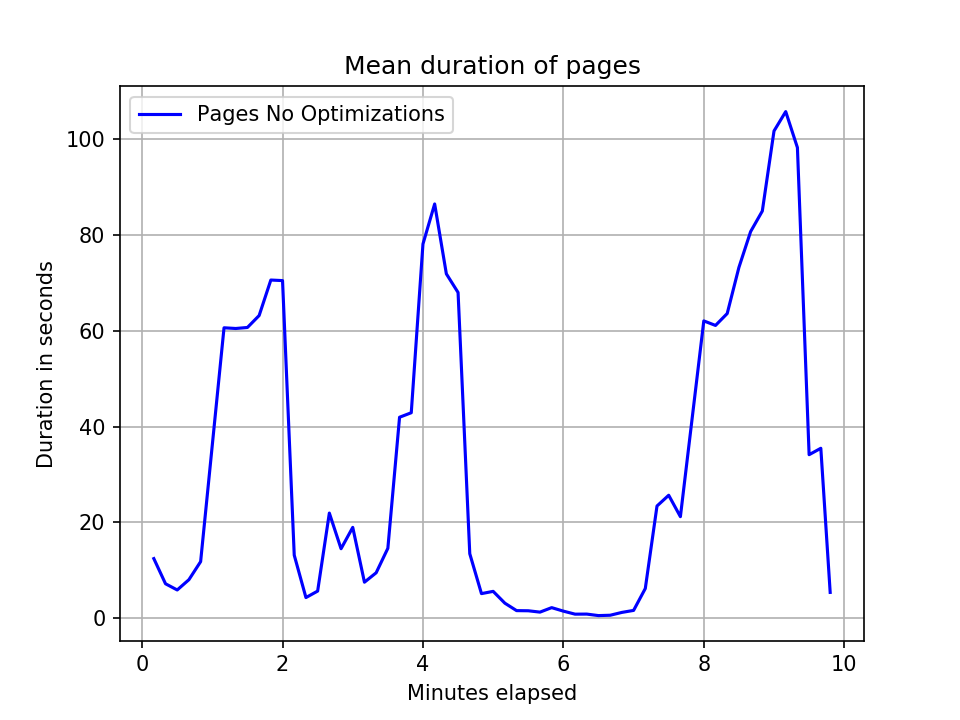 Mean duration of pages
Pages No Optimizations
Duration in seconds
100
80
60
40
20
0
0 2 4 6 8 10
Minutes elapsed